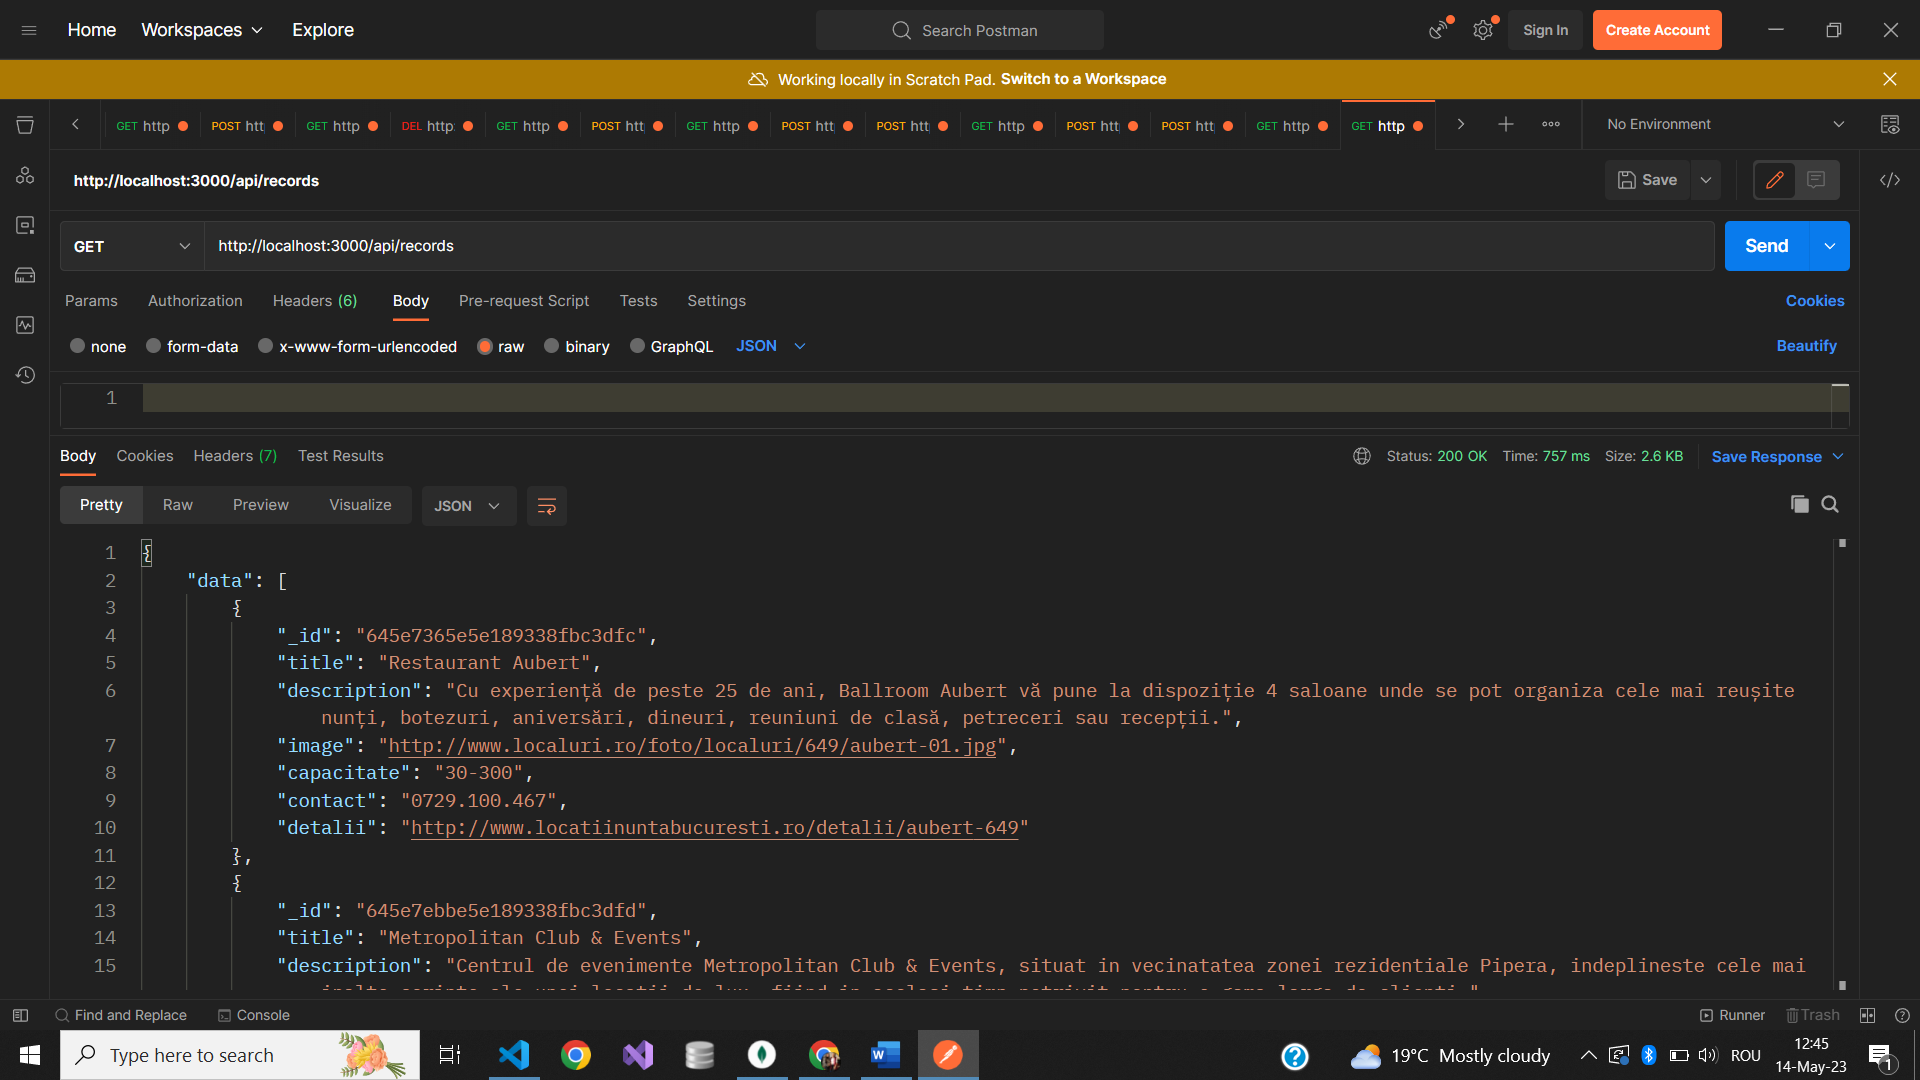 Home Workspaces Explore Search Postman Sign In Create Account
Working locally in Scratch Pad. Switch to a Workspace
GET http POST htt GET http DEL http GET http POST htt GET http POST htt POST htt GET http POST htt POST htt GET http GET http No Environment
http://localhost:3000/api/records Save
GET http://localhost:3000/api/records Send
Params Authorization Headers (6) Body Pre-request Script Tests Settings Cookies
none form-data x-www-form-urlencoded raw binary GraphQL JSON Beautify
1
Body Cookies Headers (7) Test Results Status: 200 OK Time: 757 ms Size: 2.6 KB Save Response
Pretty Raw Preview Visualize JSON
1 {
2 "data": [
3 {
4 "_id": "645e7365e5e189338fbc3dfc",
5 "title": "Restaurant Aubert",
6 "description": "Cu experiență de peste 25 de ani, Ballroom Aubert vă pune la dispoziție 4 saloane unde se pot organiza cele mai reușite
nunți, botezuri, aniversări, dineuri, reuniuni de clasă, petreceri sau recepții.",
7 "image": "http://www.localuri.ro/foto/localuri/649/aubert-01.jpg",
8 "capacitate": "30-300",
9 "contact": "0729.100.467",
10 "detalii": "http://www.locatiinuntabucuresti.ro/detalii/aubert-649"
11 },
12 {
13 "_id": "645e7ebbe5e189338fbc3dfd",
14 "title": "Metropolitan Club & Events",
15 "description": "Centrul de evenimente Metropolitan Club & Events, situat in vecinatatea zonei rezidentiale Pipera, indeplineste cele mai
Find and Replace Console Runner Trash
Type here to search 19°C Mostly cloudy ROU 12:45
14-May-23 1